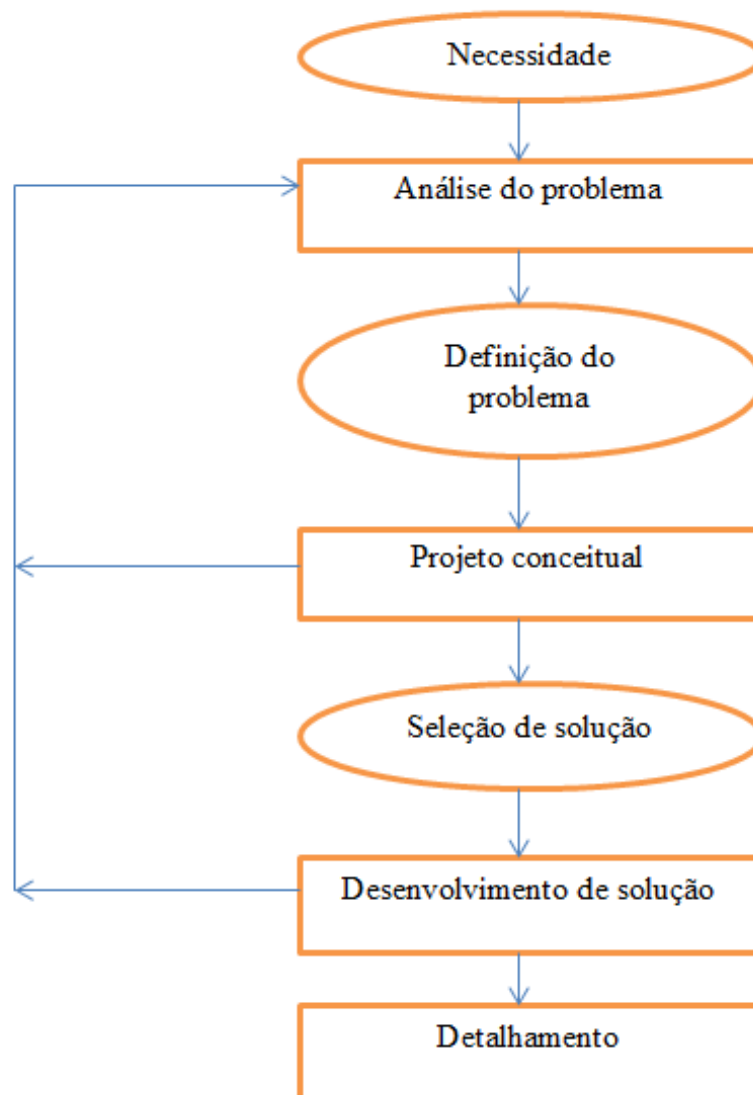 Necessidade
Análise do problema
Definição do
problema
Projeto conceitual
Seleção de solução
Desenvolvimento de solução
Detalhamento